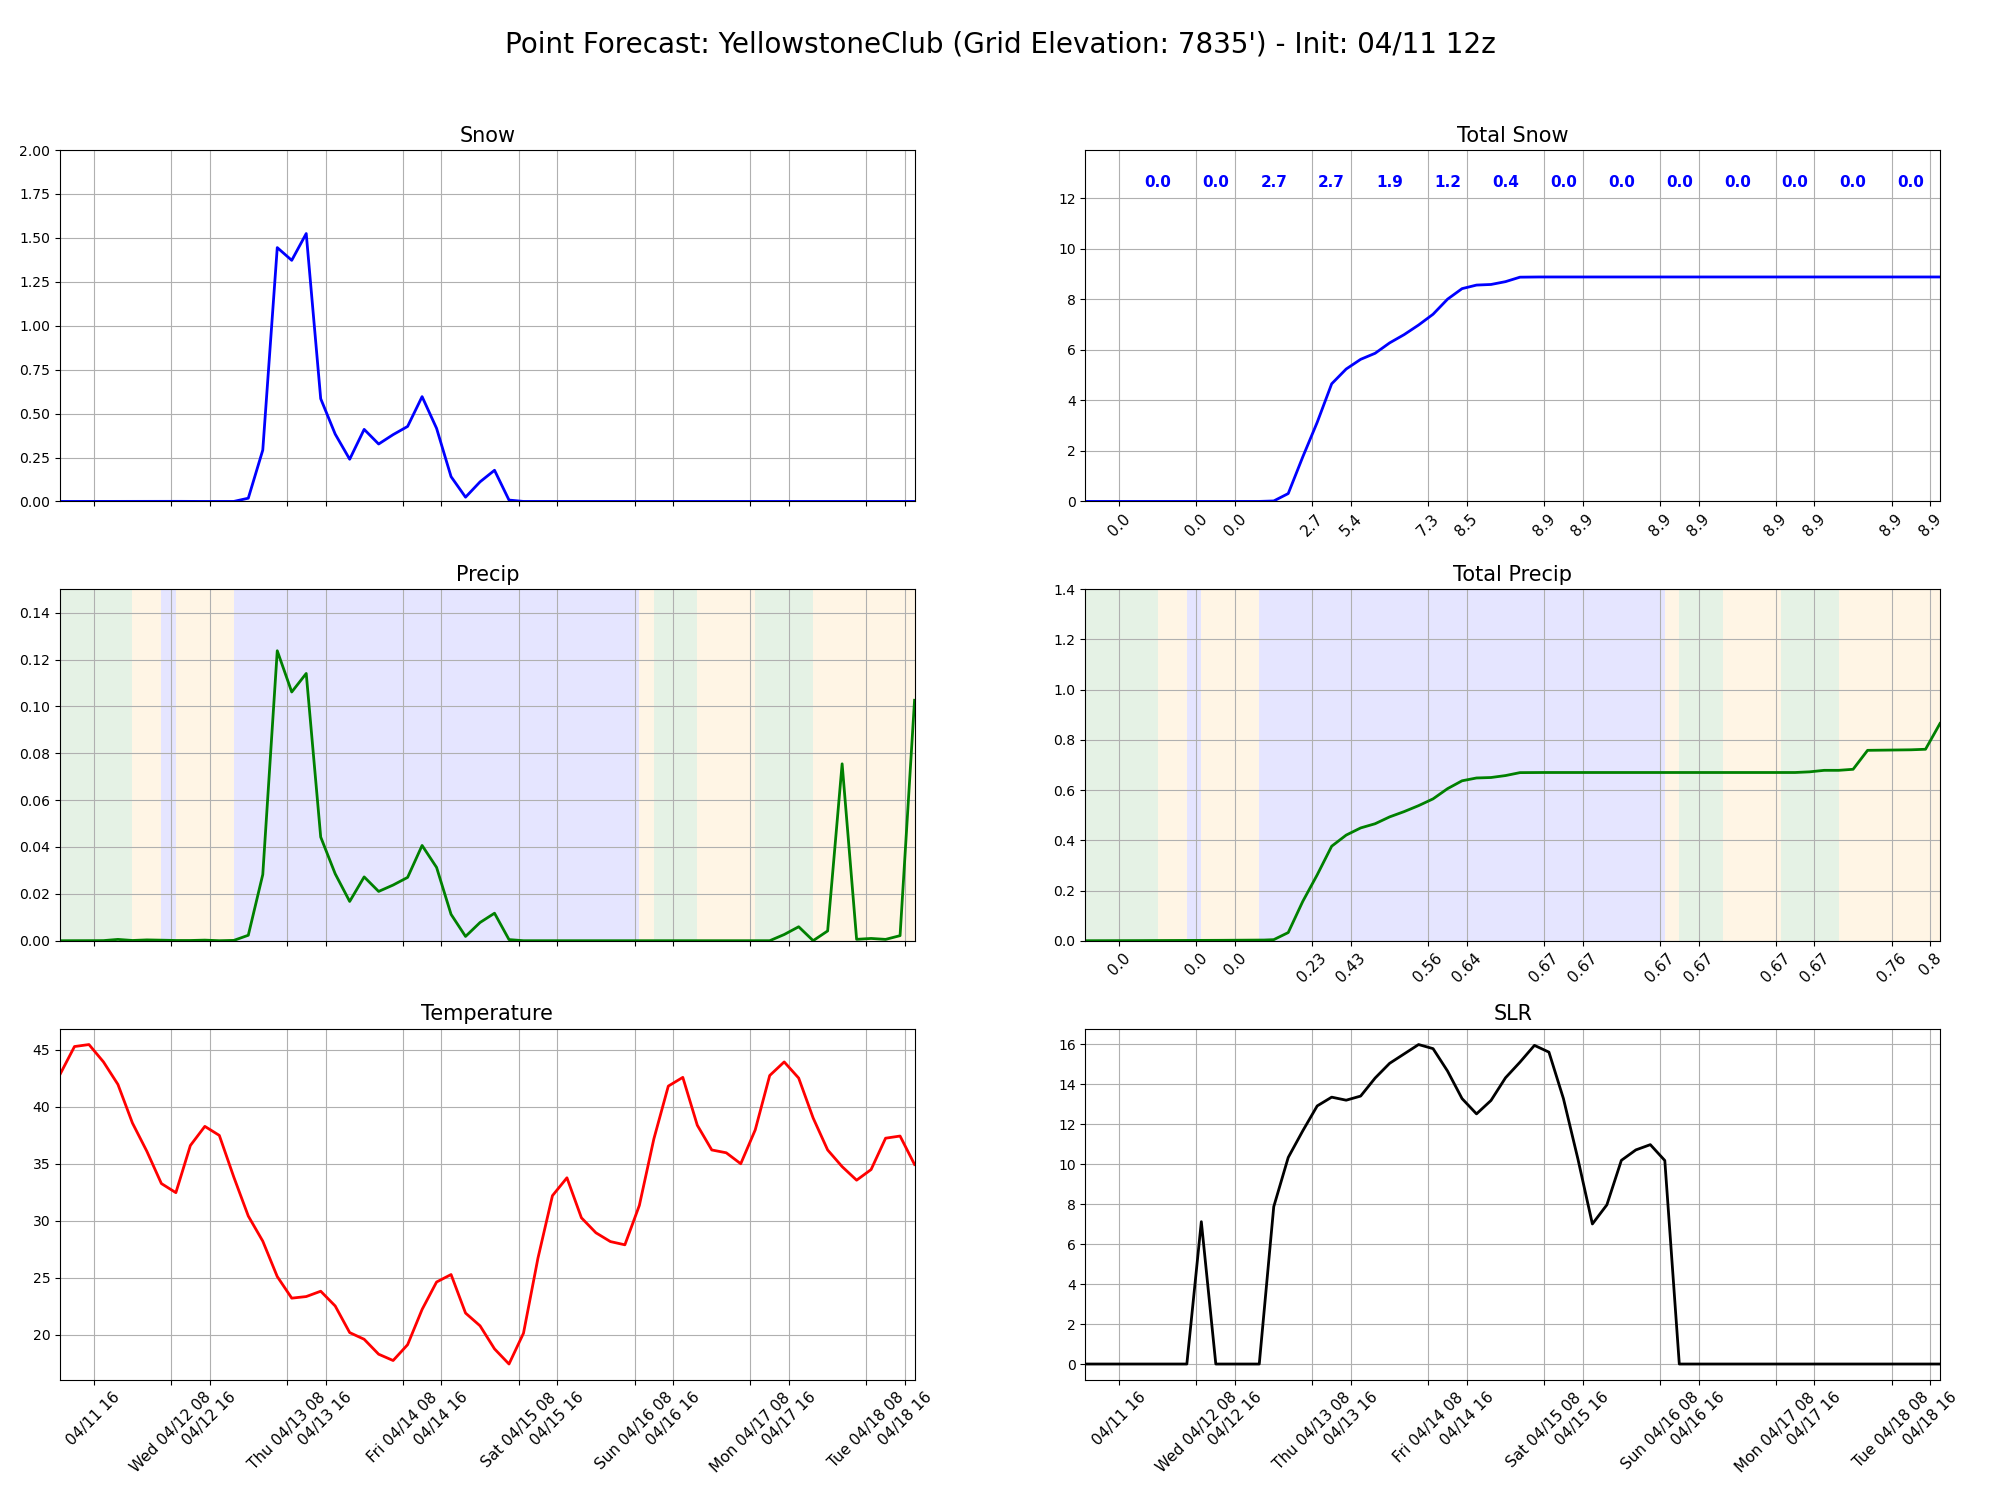 Point Forecast: YellowstoneClub (Grid Elevation: 7835') - Init: 04/11 12z
Snow
2.00
1.75
1.50
1.25
1.00
0.75
0.50
0.25
0.00
Total Snow
0.0 0.0 2.7 2.7 1.9 1.2 0.4 0.0 0.0 0.0 0.0 0.0 0.0 0.0
12
10
8
6
4
2
0
0.0 0.0 0.0 2.7 5.4 7.3 8.5 8.9 8.9 8.9 8.9 8.9 8.9 8.9 8.9
Precip
0.14
0.12
0.10
0.08
0.06
0.04
0.02
0.00
Total Precip
1.4
1.2
1.0
0.8
0.6
0.4
0.2
0.0
0.0 0.0 0.0 0.23 0.43 0.56 0.64 0.67 0.67 0.67 0.67 0.67 0.67 0.76 0.8
Temperature
45
40
35
30
25
20
04/11 16
Wed 04/12 08
04/12 16
Thu 04/13 08
04/13 16
Fri 04/14 08
04/14 16
Sat 04/15 08
04/15 16
Sun 04/16 08
04/16 16
Mon 04/17 08
04/17 16
Tue 04/18 08
04/18 16
SLR
16
14
12
10
8
6
4
2
0
04/11 16
Wed 04/12 08
04/12 16
Thu 04/13 08
04/13 16
Fri 04/14 08
04/14 16
Sat 04/15 08
04/15 16
Sun 04/16 08
04/16 16
Mon 04/17 08
04/17 16
Tue 04/18 08
04/18 16